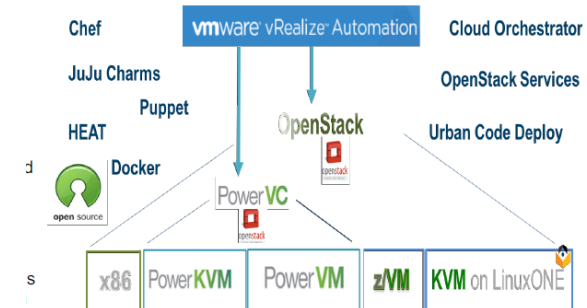 vmware vRealize Automation
Chef
Cloud Orchestrator
JuJu Charms
OpenStack Services
Puppet
OpenStack
HEAT
Urban Code Deploy
openstack
d
Docker
open source
PowerVC
openstack
s
x86
PowerKVM
PowerVM
z/VM
KVM on LinuxONE